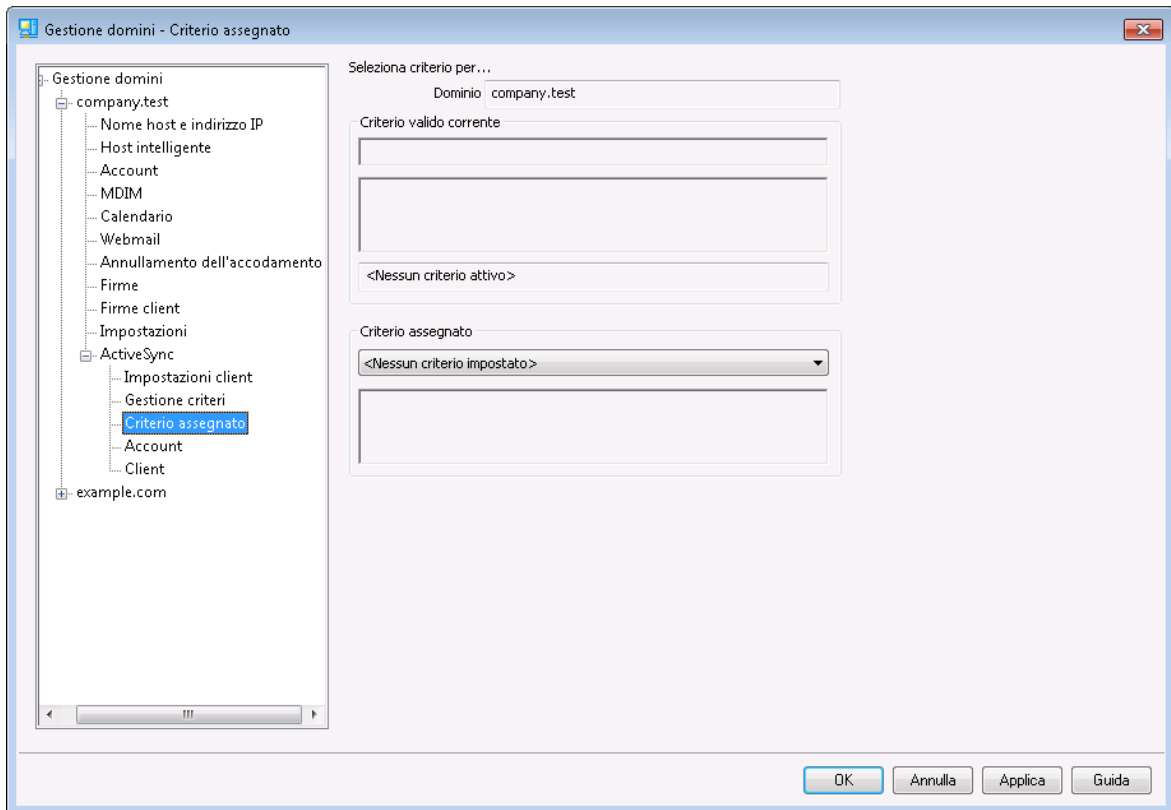 Gestione domini - Criterio assegnato
Gestione domini
company.test
Nome host e indirizzo IP
Host intelligente
Account
MDIM
Calendario
Webmail
Annullamento dell'accodamento
Firme
Firme client
Impostazioni
ActiveSync
Impostazioni client
Gestione criteri
Criterio assegnato
Account
Client
example.com
Seleziona criterio per...
Dominio company.test
Criterio valido corrente
<Nessun criterio attivo>
Criterio assegnato
<Nessun criterio impostato>
OK Annulla Applica Guida